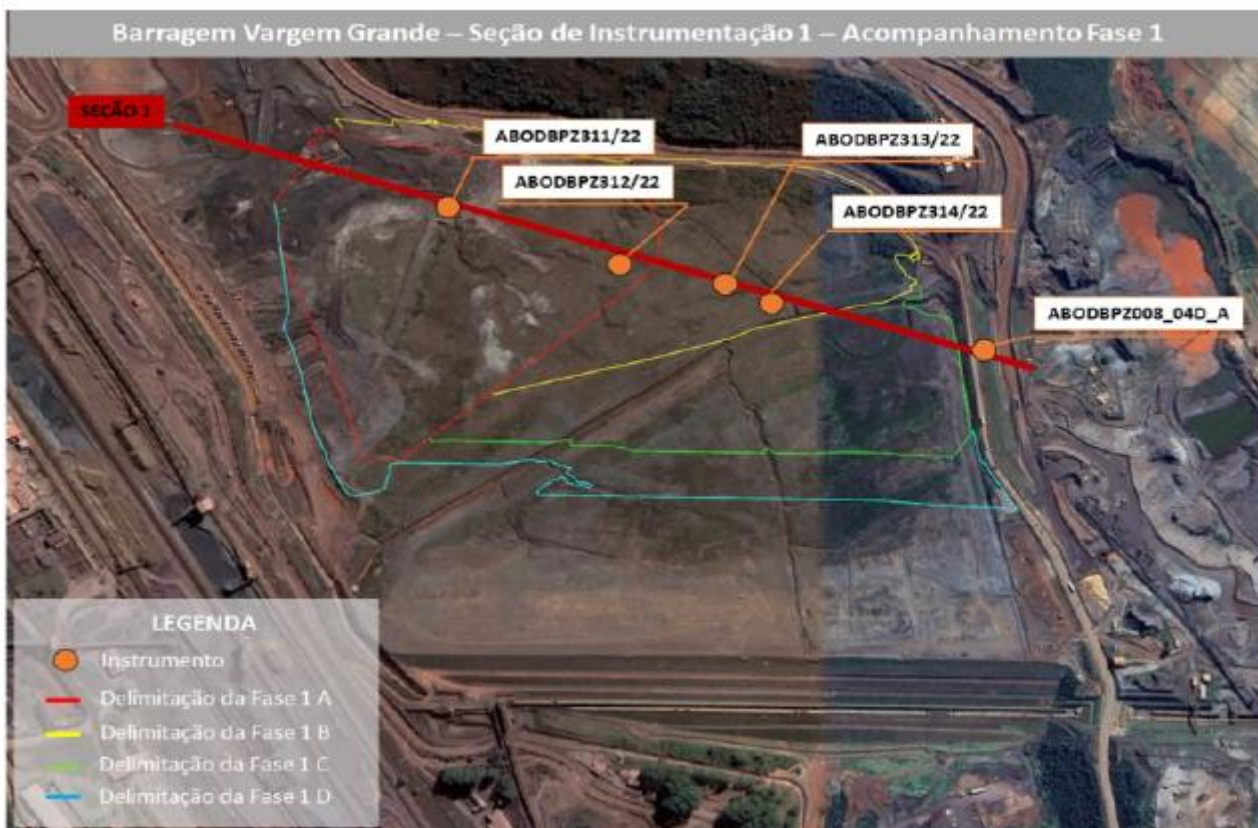 Barragem Vargem Grande – Seção de Instrumentação 1 – Acompanhamento Fase 1
SEÇÃO 1
ABODBPZ311/22
ABODBPZ313/22
ABODBPZ312/22
ABODBPZ314/22
ABODBPZ008_04D_A
LEGENDA
Instrumento
Delimitação da Fase 1 A
Delimitação da Fase 1 B
Delimitação da Fase 1 C
Delimitação da Fase 1 D